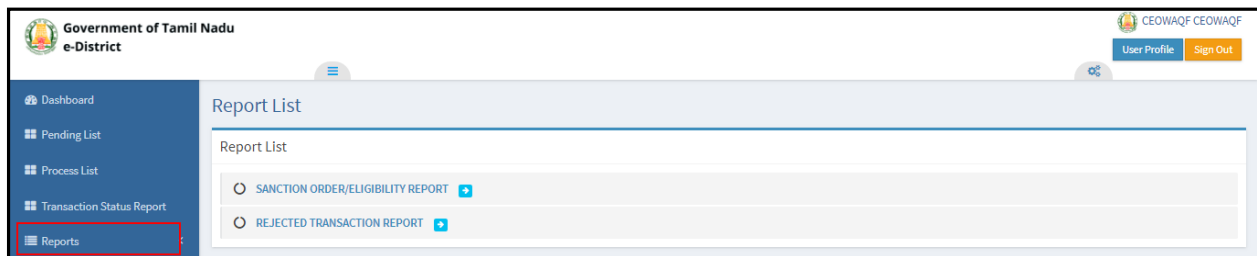 Government of Tamil Nadu
e-District
CEOWAQF CEOWAQF
User Profile
Sign Out
Dashboard
Pending List
Process List
Transaction Status Report
Reports
Report List
Report List
SANCTION ORDER/ELIGIBILITY REPORT
REJECTED TRANSACTION REPORT